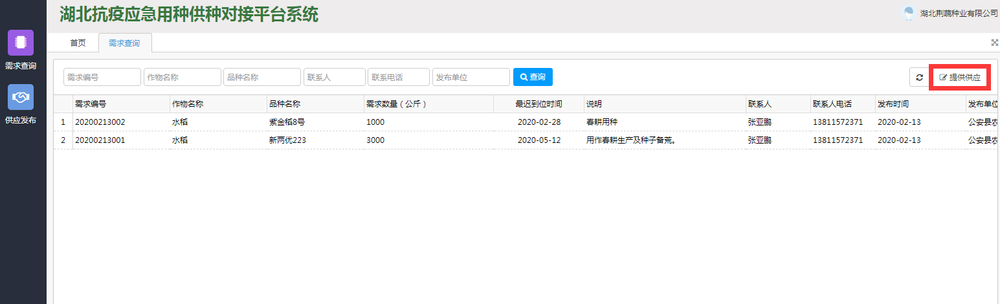 湖北抗疫应急用种供种对接平台系统
湖北荆蔬种业有限公司
首页 需求查询
需求查询
供应发布
需求编号 作物名称 品种名称 联系人 联系电话 发布单位 查询 提供供应
需求编号 作物名称 品种名称 需求数量（公斤） 最迟到位时间 说明 联系人 联系人电话 发布时间 发布单位
1 20200213002 水稻 紫金稻8号 1000 2020-02-28 春耕用种 张亚鹏 13811572371 2020-02-13 公安县农
2 20200213001 水稻 新两优223 3000 2020-05-12 用作春耕生产及种子备荒。 张亚鹏 13811572371 2020-02-13 公安县农